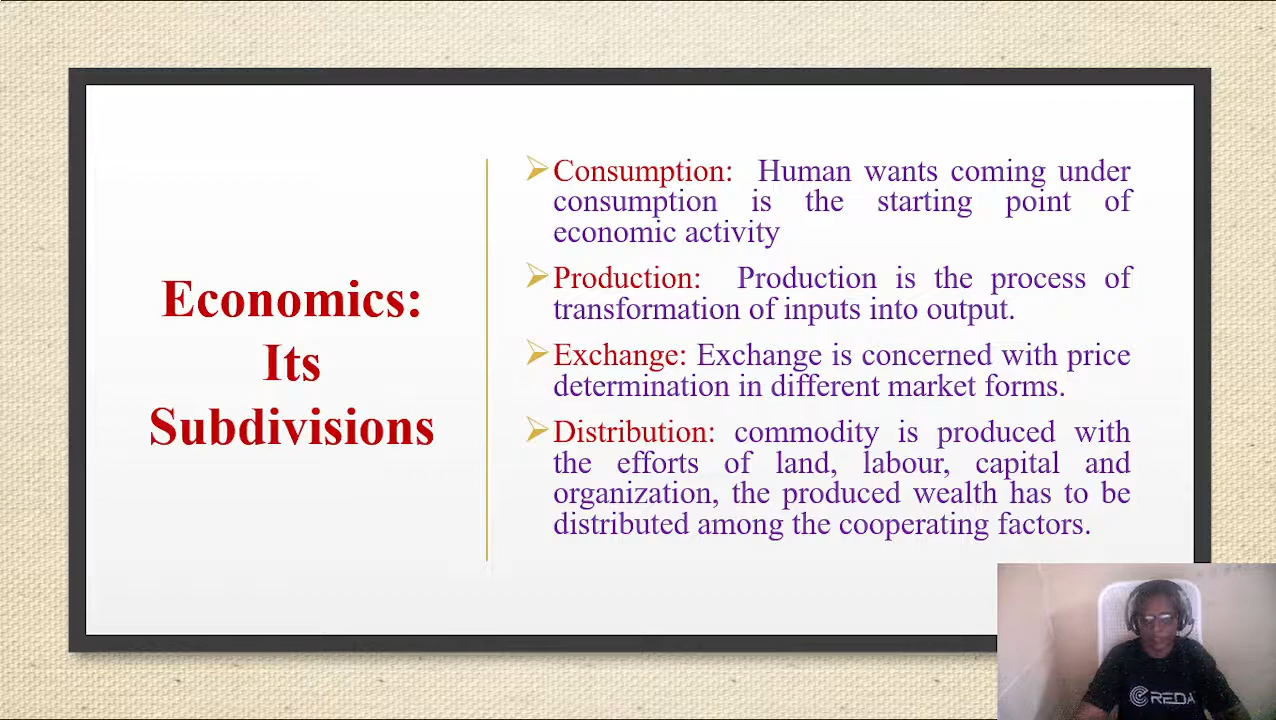 Economics:
Its
Subdivisions
Consumption: Human wants coming under
consumption is the starting point of
economic activity
Production: Production is the process of
transformation of inputs into output.
Exchange: Exchange is concerned with price
determination in different market forms.
Distribution: commodity is produced with
the efforts of land, labour, capital and
organization, the produced wealth has to be
distributed among the cooperating factors.
REDA